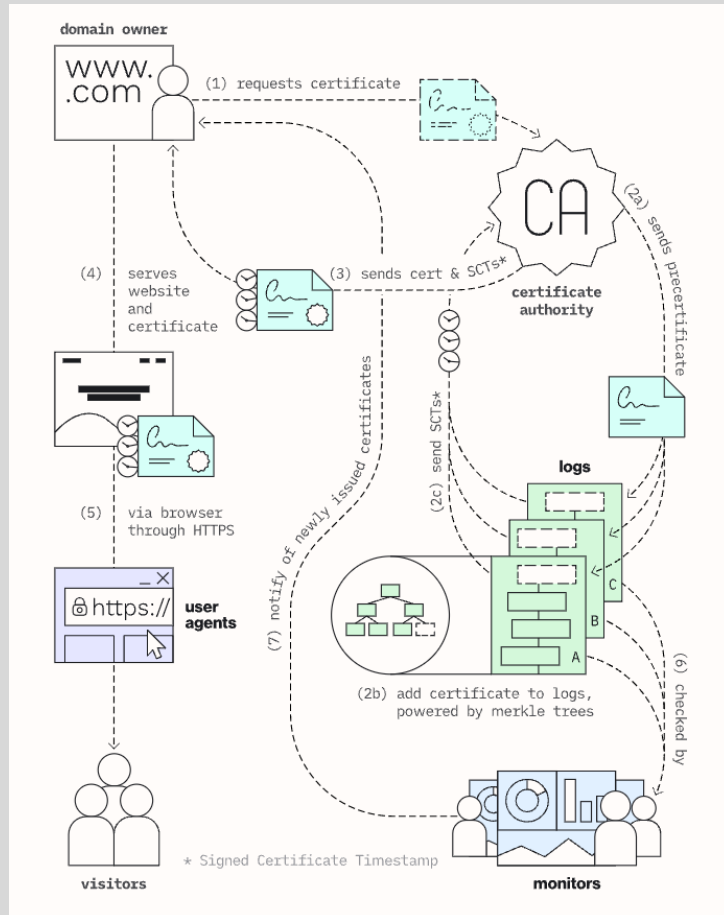 domain owner
www.
.com
(1) requests certificate
CA
certificate
authority
(2a) sends precertificate
(3) sends cert & SCTs*
(4) serves
website
and
certificate
(2c) send SCTs*
logs
C
B
A
(2b) add certificate to logs,
powered by merkle trees
(5) via browser
through HTTPS
https://
user
agents
(7) notify of newly issued certificates
(6) checked by
visitors
* Signed Certificate Timestamp
monitors